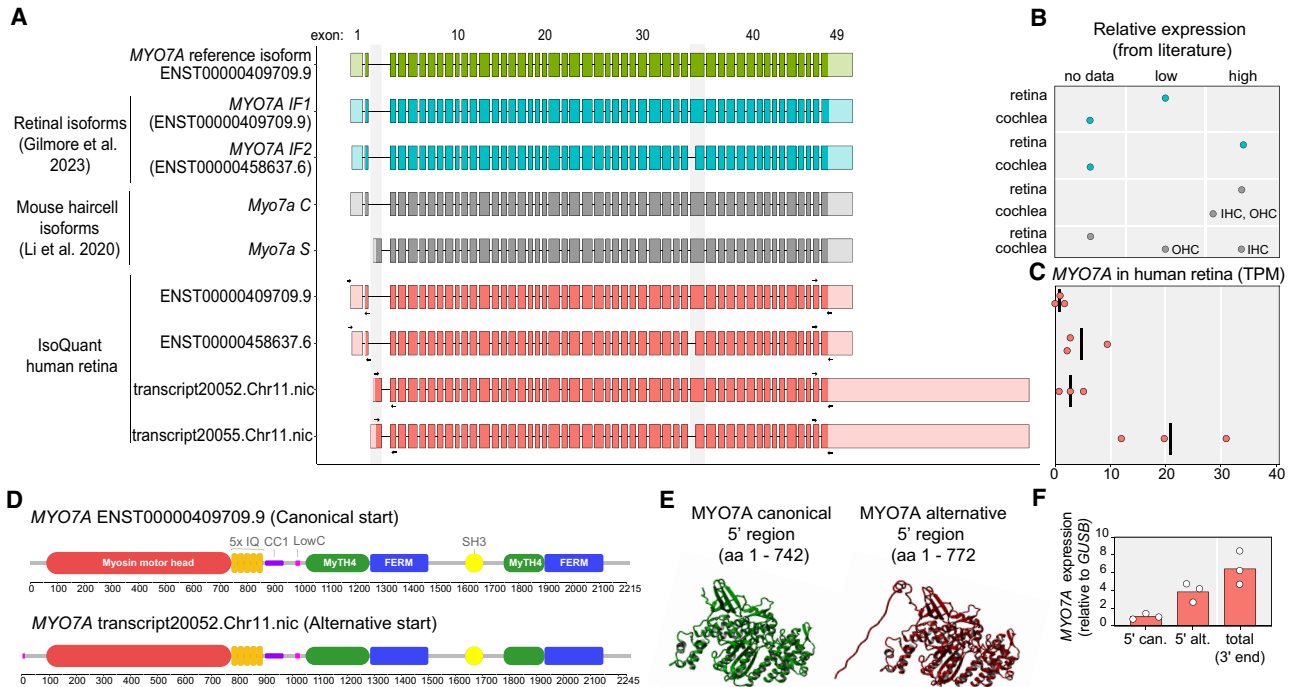 A
exon:
1
10
20
30
40
49
MYO7A reference isoform
ENST00000409709.9
Retinal isoforms
(Gilmore et al.
2023)
MYO7A IF1
(ENST00000409709.9)
MYO7A IF2
(ENST00000458637.6)
Mouse haircell
isoforms
(Li et al. 2020)
Myo7a C
Myo7a S
IsoQuant
human retina
ENST00000409709.9
ENST00000458637.6
transcript20052.Chr11.nic
transcript20055.Chr11.nic
B
Relative expression
(from literature)
no data low high
retina
cochlea
retina
cochlea
retina
cochlea
IHC, OHC
retina
cochlea
OHC
IHC
C
MYO7A in human retina (TPM)
0 10 20 30 40
D
MYO7A ENST00000409709.9 (Canonical start)
5x IQ CC1 LowC
SH3
Myosin motor head
MyTH4
FERM
MyTH4
FERM
0 100 200 300 400 500 600 700 800 900 1000 1100 1200 1300 1400 1500 1600 1700 1800 1900 2000 2100 2215
MYO7A transcript20052.Chr11.nic (Alternative start)
0 100 200 300 400 500 600 700 800 900 1000 1100 1200 1300 1400 1500 1600 1700 1800 1900 2000 2100 2245
E
MYO7A canonical
5' region
(aa 1 - 742)
MYO7A alternative
5' region
(aa 1 - 772)
F
MYO7A expression
(relative to GUSB)
10
8
6
4
2
0
5' can. 5' alt. total
(3' end)